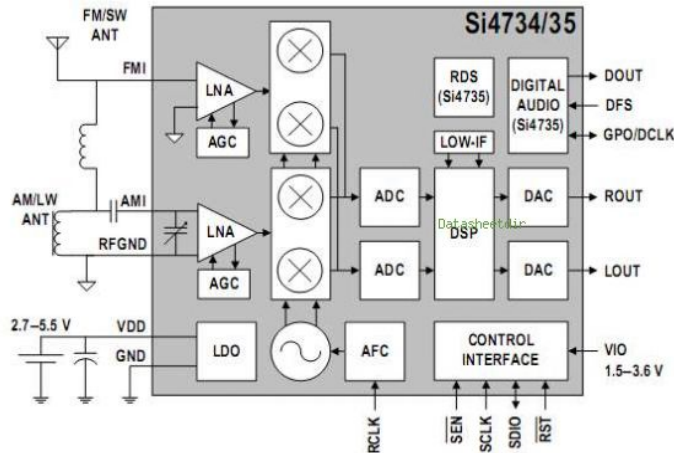 FM/SW
ANT
Si4734/35
FMI
LNA
AGC
RDS
(Si4735)
DIGITAL
AUDIO
(Si4735)
DOUT
DFS
GPO/DCLK
LOW-IF
AM/LW
ANT
AMI
RFGND
LNA
AGC
ADC
ADC
Datasheetdir
DSP
DAC
DAC
ROUT
LOUT
2.7–5.5 V
VDD
GND
LDO
AFC
CONTROL
INTERFACE
VIO
1.5–3.6 V
RCLK
SEN
SCLK
SDIO
RST